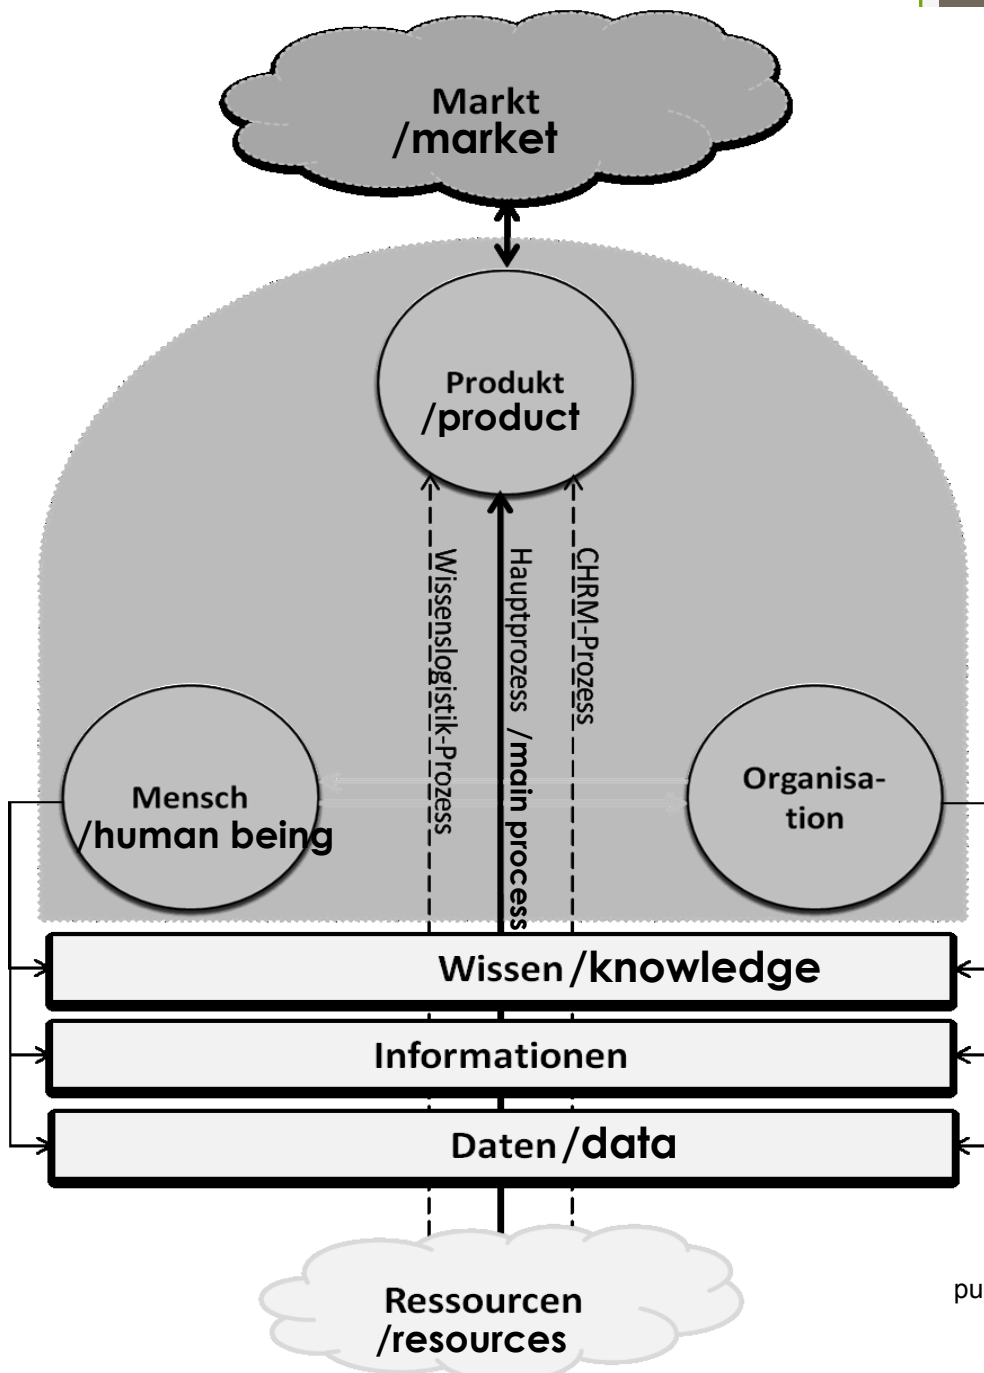 Markt
/market
Produkt
/product
Wissenslogistik-Prozess
Hauptprozess /main process
CHRM-Prozess
Mensch
/human being
Organisa-
tion
Wissen /knowledge
Informationen
Daten /data
Ressourcen
/resources
pu